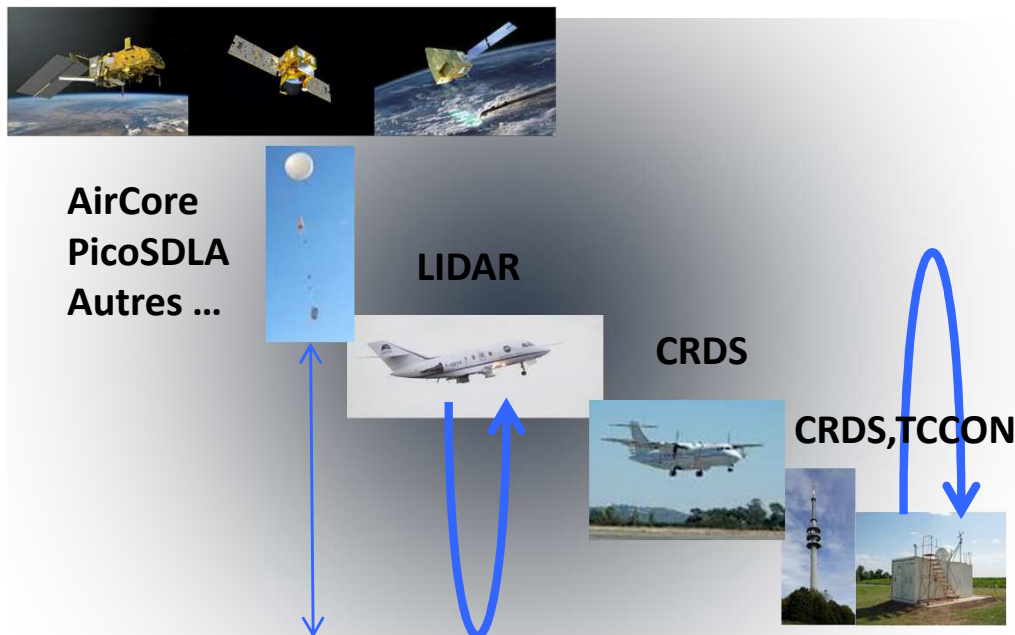 AirCore
PicoSDLA
Autres ...
LIDAR
CRDS
CRDS,TCCON